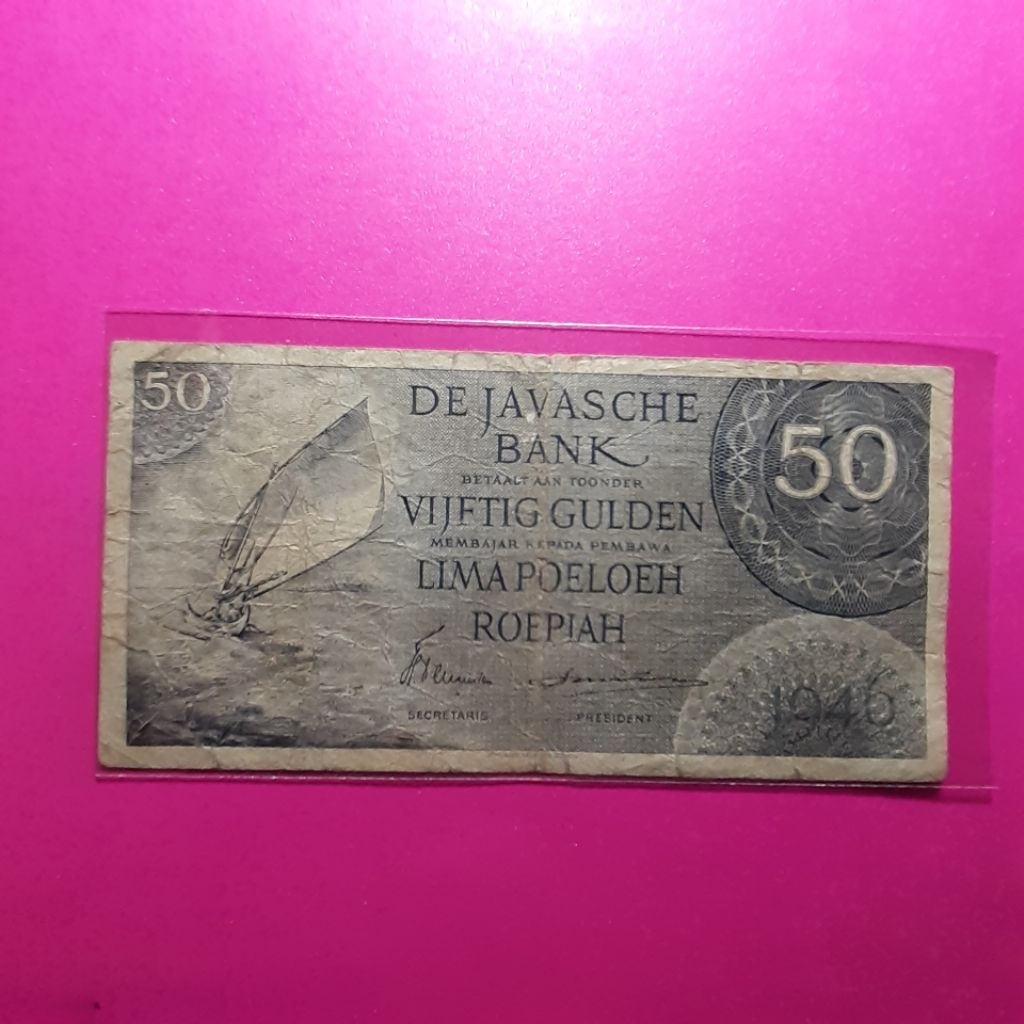 50
DE JAVASCHE
BANK
BETAALT AAN TOONDER
VIJFTIG GULDEN
MEMBAJAR KEPADA PEMBAWA
LIMA POELOEH
ROEPIAH
SECRETARIS
PRESIDENT
50
1946